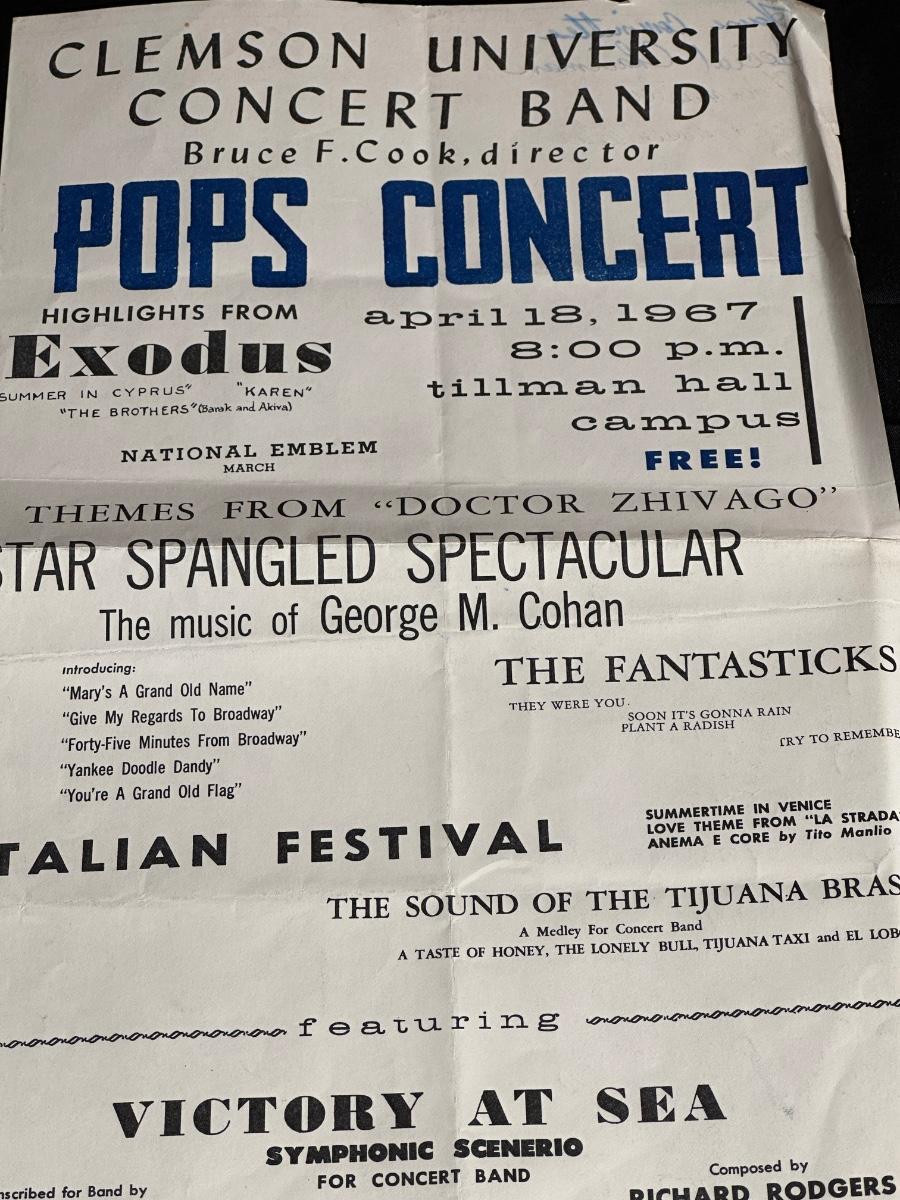 CLEMSON UNIVERSITY
CONCERT BAND
Bruce F. Cook, director
POPS CONCERT
HIGHLIGHTS FROM
Exodus
SUMMER IN CYPRUS" "KAREN"
"THE BROTHERS" (Barak and Akiva)
NATIONAL EMBLEM
MARCH
april 18, 1967
8:00 p.m.
tillman hall
campus
FREE!
THEMES FROM "DOCTOR ZHIVAGO"
STAR SPANGLED SPECTACULAR
The music of George M. Cohan
Introducing:
"Mary's A Grand Old Name"
"Give My Regards To Broadway"
"Forty-Five Minutes From Broadway"
"Yankee Doodle Dandy"
"You're A Grand Old Flag"
THE FANTASTICKS
THEY WERE YOU
SOON IT'S GONNA RAIN
PLANT A RADISH
TRY TO REMEMBE
TALIAN FESTIVAL
SUMMERTIME IN VENICE
LOVE THEME FROM "LA STRADA"
ANEMA E CORE by Tito Manlio
THE SOUND OF THE TIJUANA BRAS
A Medley For Concert Band
A TASTE OF HONEY, THE LONELY BULL, TIJUANA TAXI and EL LOB
featuring
VICTORY AT SEA
SYMPHONIC SCENERIO
FOR CONCERT BAND
nscribed for Band by
Composed by
RICHARD RODGERS